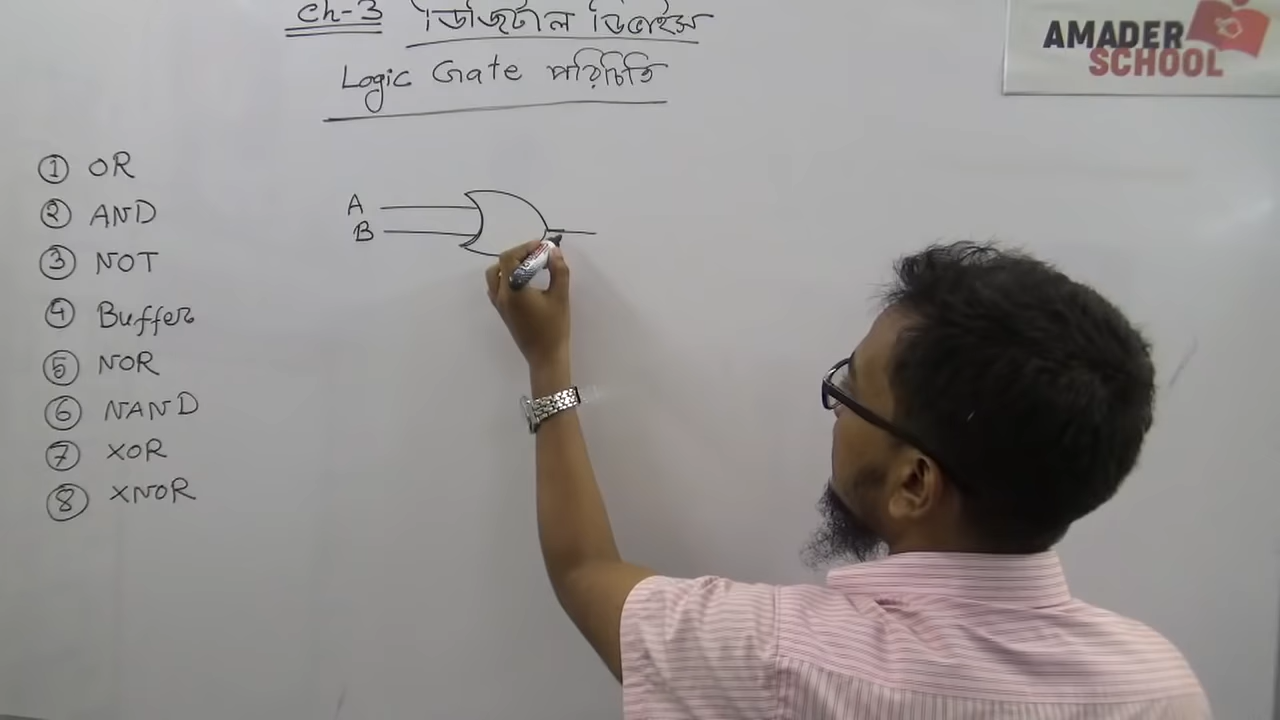 Ch-3 ডিজিটাল ডিভাইস
Logic Gate পরিচিতি
AMADER
SCHOOL
① OR
② AND
③ NOT
④ Buffer
⑤ NOR
⑥ NAND
⑦ XOR
⑧ XNOR
A
B